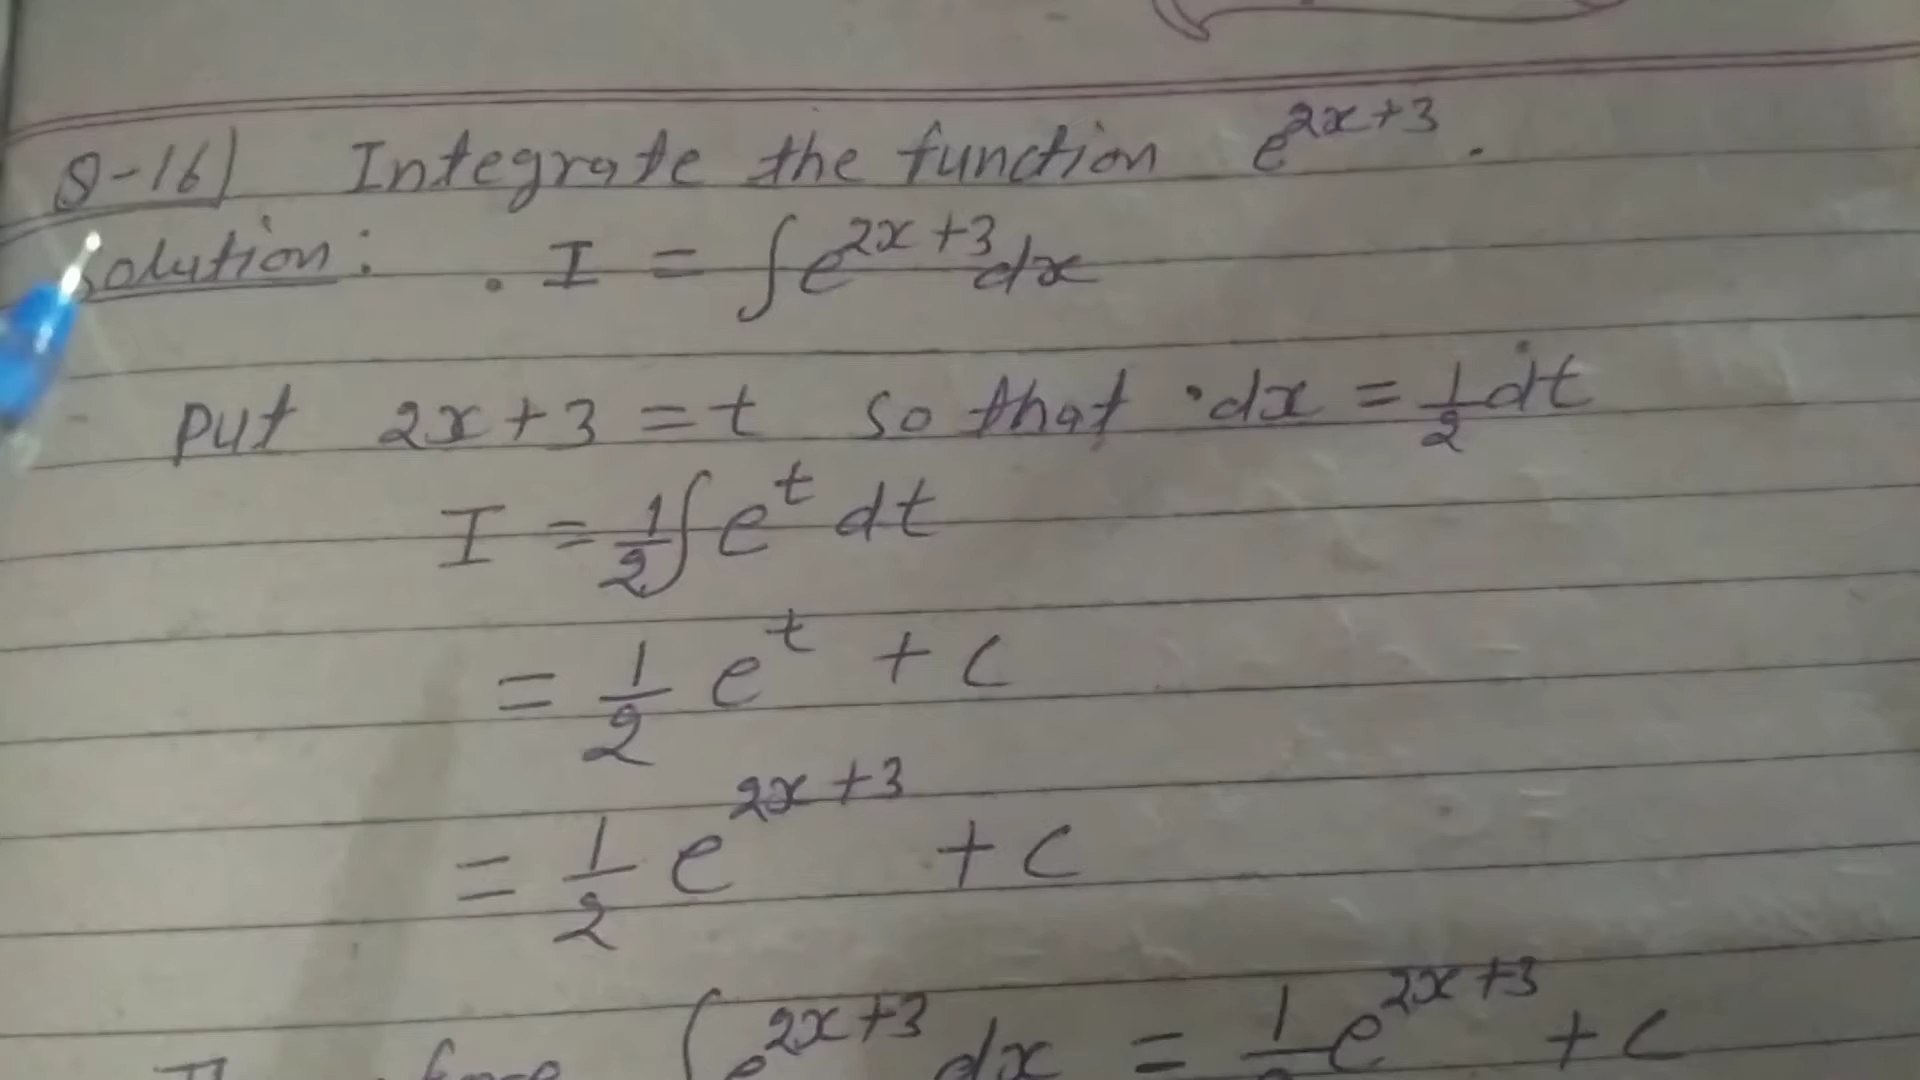 Q-16) Integrate the function e^{2x+3}.
Solution: . I = ∫e^{2x+3}dx
Put 2x+3 = t so that dx = 1/2 dt
I = 1/2 ∫e^t dt
= 1/2 e^t + c
= 1/2 e^{2x+3} + c
∫e^{2x+3} dx = 1/2 e^{2x+3} + c